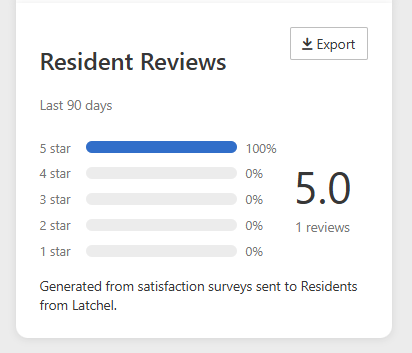 Export
Resident Reviews
Last 90 days
5 star 100%
4 star 0%
3 star 0%
2 star 0%
1 star 0%
5.0
1 reviews
Generated from satisfaction surveys sent to Residents
from Latchel.